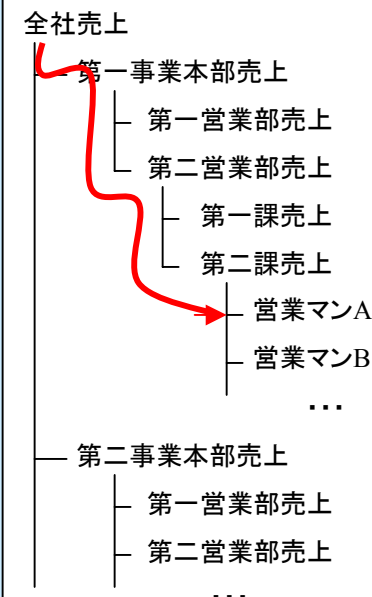 全社売上
第一事業本部売上
第一営業部売上
第二営業部売上
第一課売上
第二課売上
営業マンA
営業マンB
…
第二事業本部売上
第一営業部売上
第二営業部売上
…